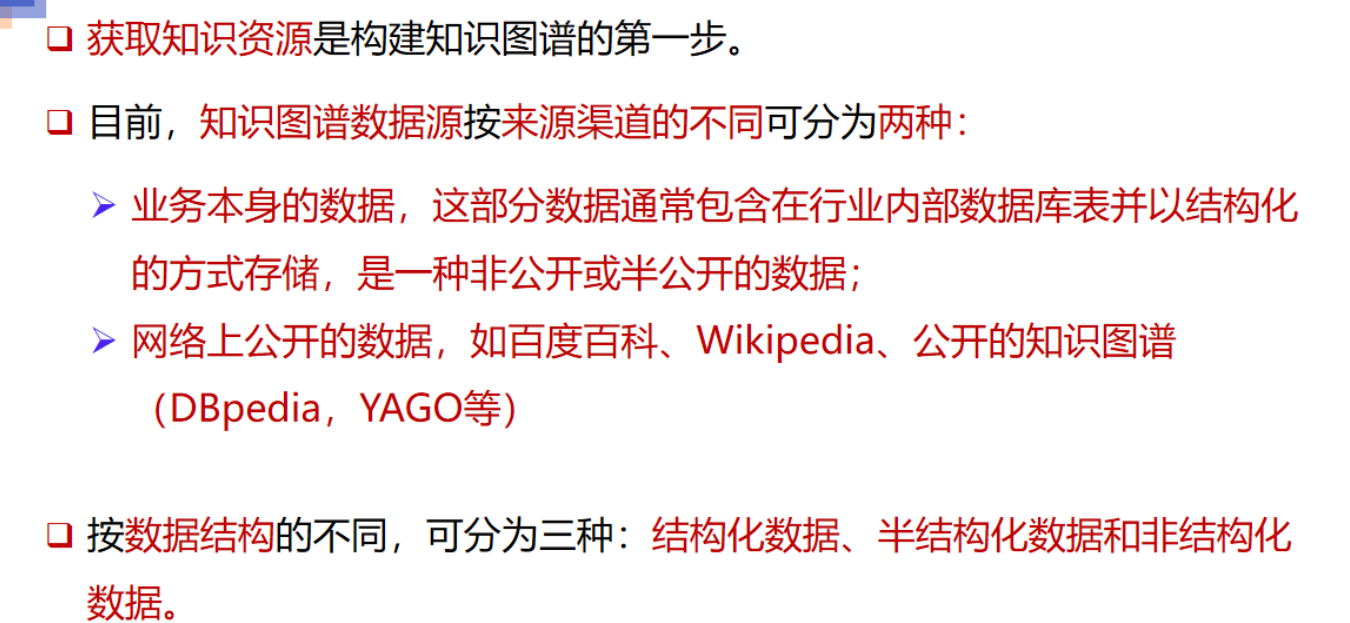 获取知识资源是构建知识图谱的第一步。
目前，知识图谱数据源按来源渠道的不同可分为两种：
业务本身的数据，这部分数据通常包含在行业内部数据库表并以结构化
的方式存储，是一种非公开或半公开的数据；
网络上公开的数据，如百度百科、Wikipedia、公开的知识图谱
（DBpedia，YAGO等）
按数据结构的不同，可分为三种：结构化数据、半结构化数据和非结构化
数据。